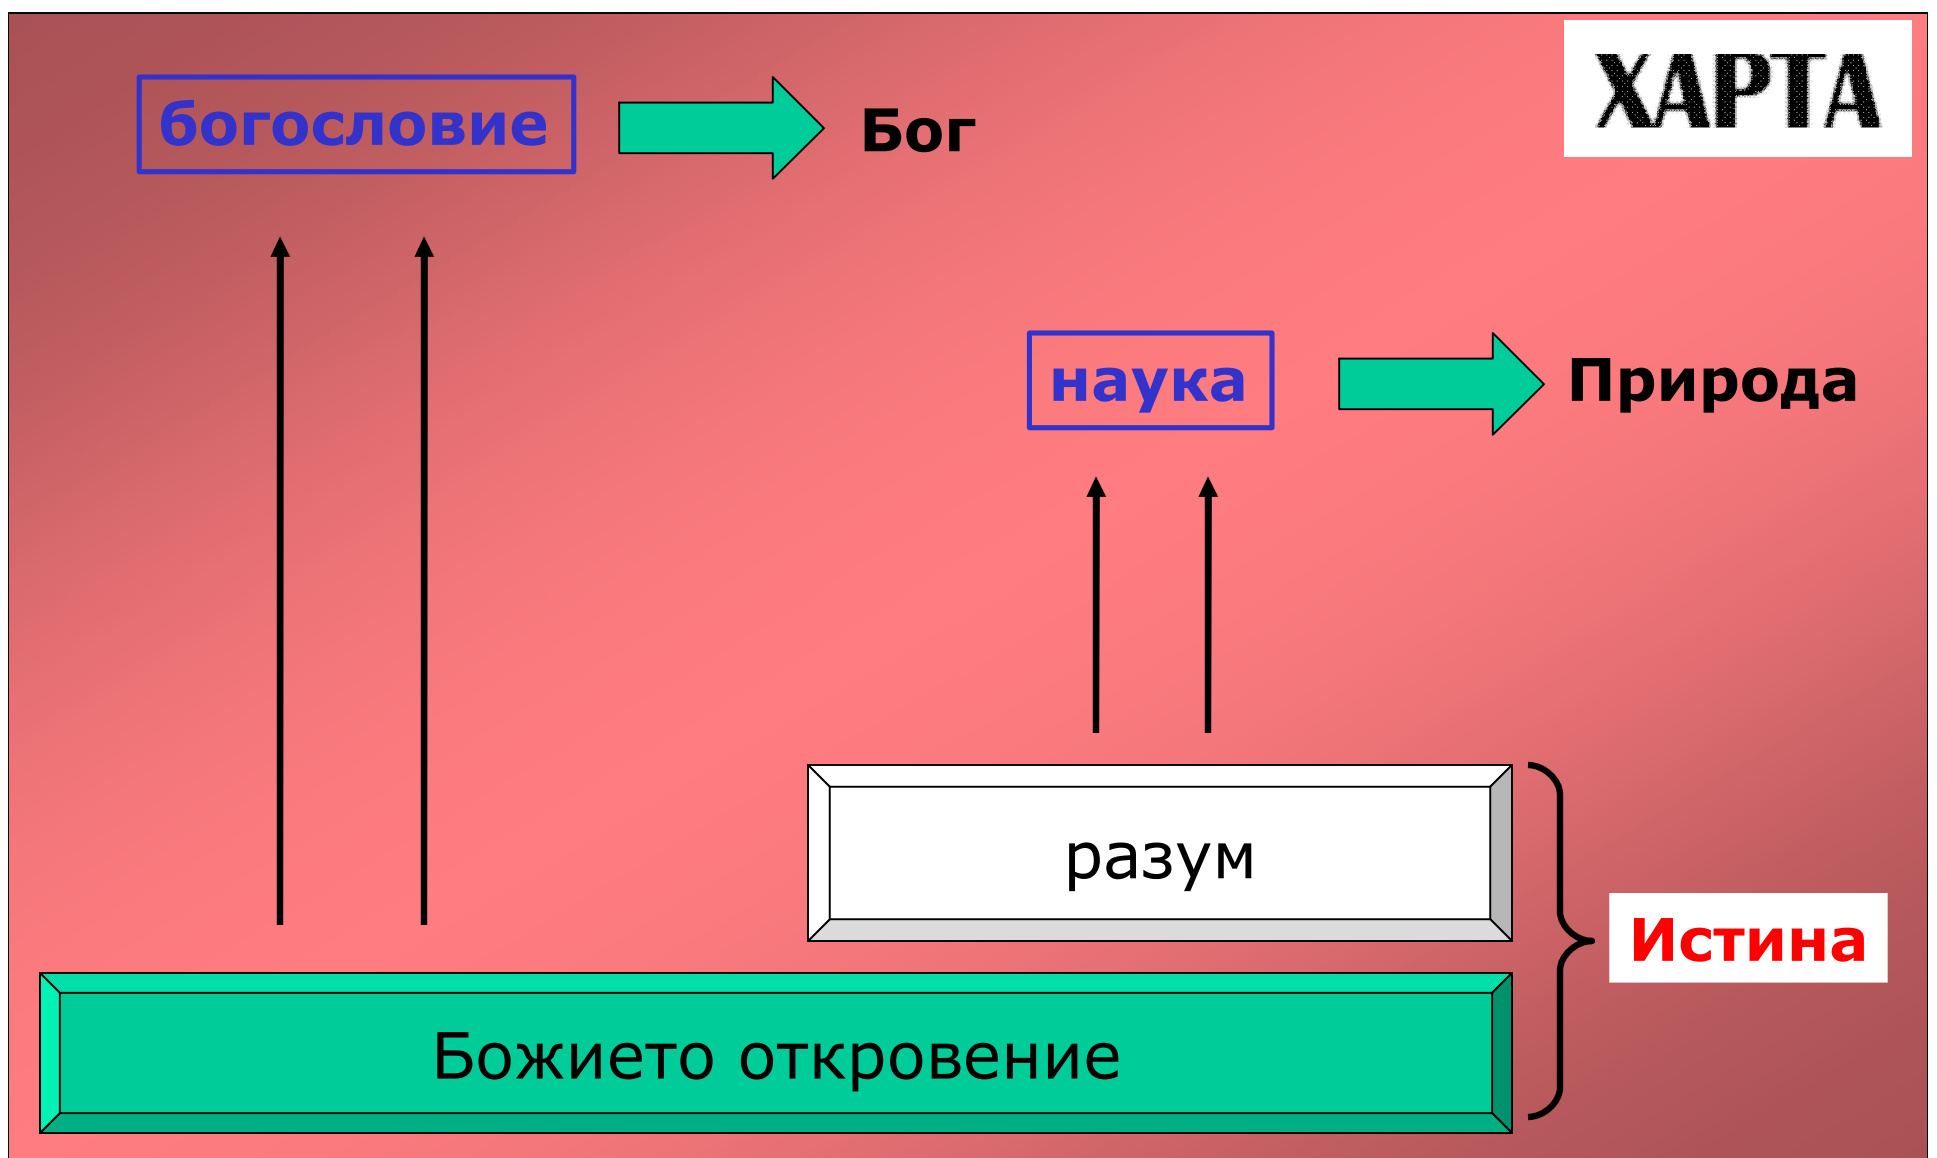 ХАРТА
богословие
Бог
наука
Природа
разум
Истина
Божието откровение